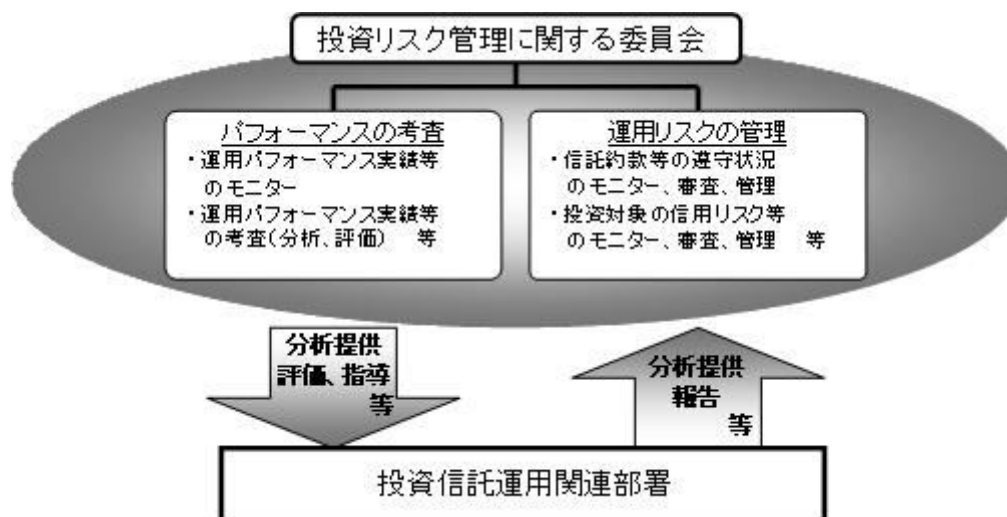 投資リスク管理に関する委員会
パフォーマンスの考査
・運用パフォーマンス実績等
のモニター
・運用パフォーマンス実績等
の考査(分析、評価) 等
運用リスクの管理
・信託約款等の遵守状況
のモニター、審査、管理
・投資対象の信用リスク等
のモニター、審査、管理 等
分析提供
評価、指導
等
分析提供
報告
等
投資信託運用関連部署